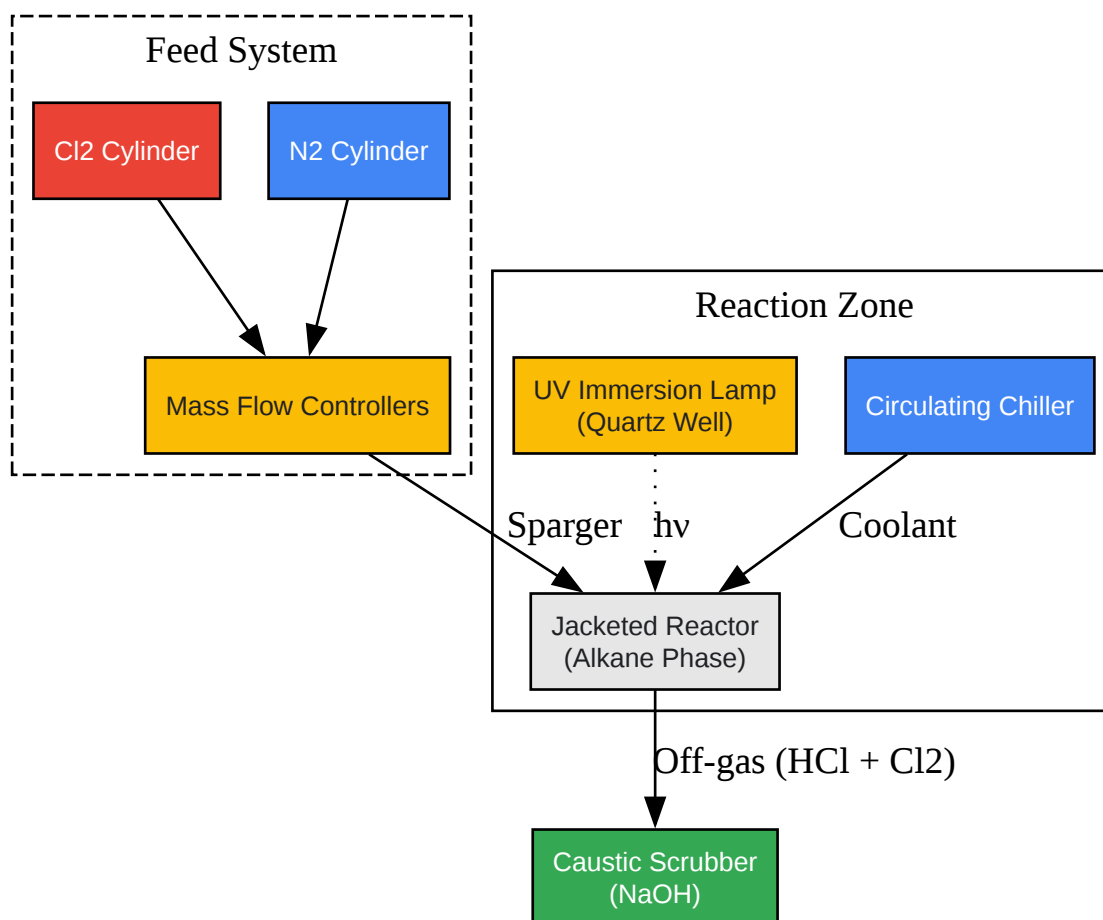 Feed System
Cl2 Cylinder
N2 Cylinder
Mass Flow Controllers
Reaction Zone
UV Immersion Lamp
(Quartz Well)
Circulating Chiller
Sparger
hν
Coolant
Jacketed Reactor
(Alkane Phase)
Off-gas (HCl + Cl2)
Caustic Scrubber
(NaOH)